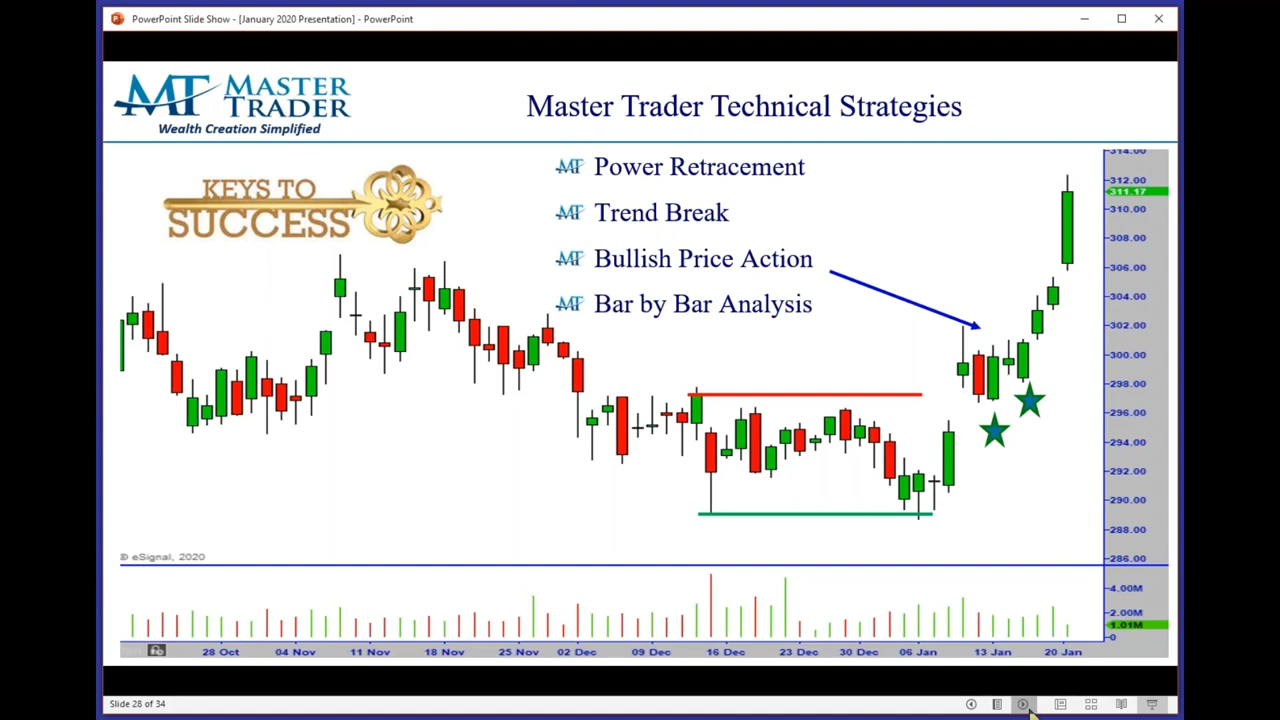 PowerPoint Slide Show - [January 2020 Presentation] - PowerPoint
MT MASTER TRADER
Wealth Creation Simplified
Master Trader Technical Strategies
KEYS TO
SUCCESS
MT Power Retracement
MT Trend Break
MT Bullish Price Action
MT Bar by Bar Analysis
314.00
312.00
311.17
310.00
308.00
306.00
304.00
302.00
300.00
298.00
296.00
294.00
292.00
290.00
288.00
286.00
© eSignal, 2020
4.00M
2.00M
1.01M
0
28 Oct 04 Nov 11 Nov 18 Nov 25 Nov 02 Dec 09 Dec 16 Dec 23 Dec 30 Dec 06 Jan 13 Jan 20 Jan
Slide 28 of 34